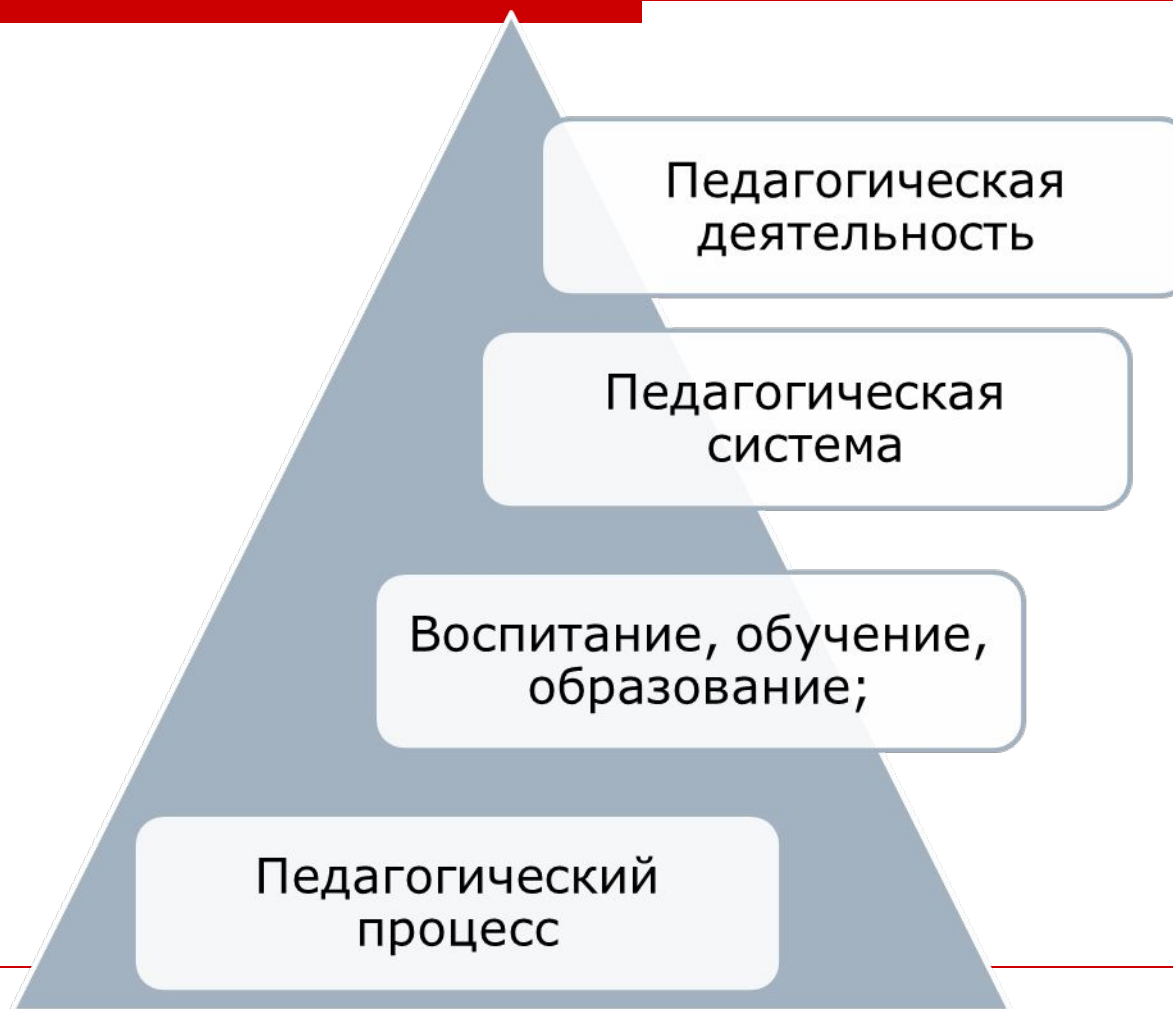 Педагогическая
деятельность
Педагогическая
система
Воспитание, обучение,
образование;
Педагогический
процесс